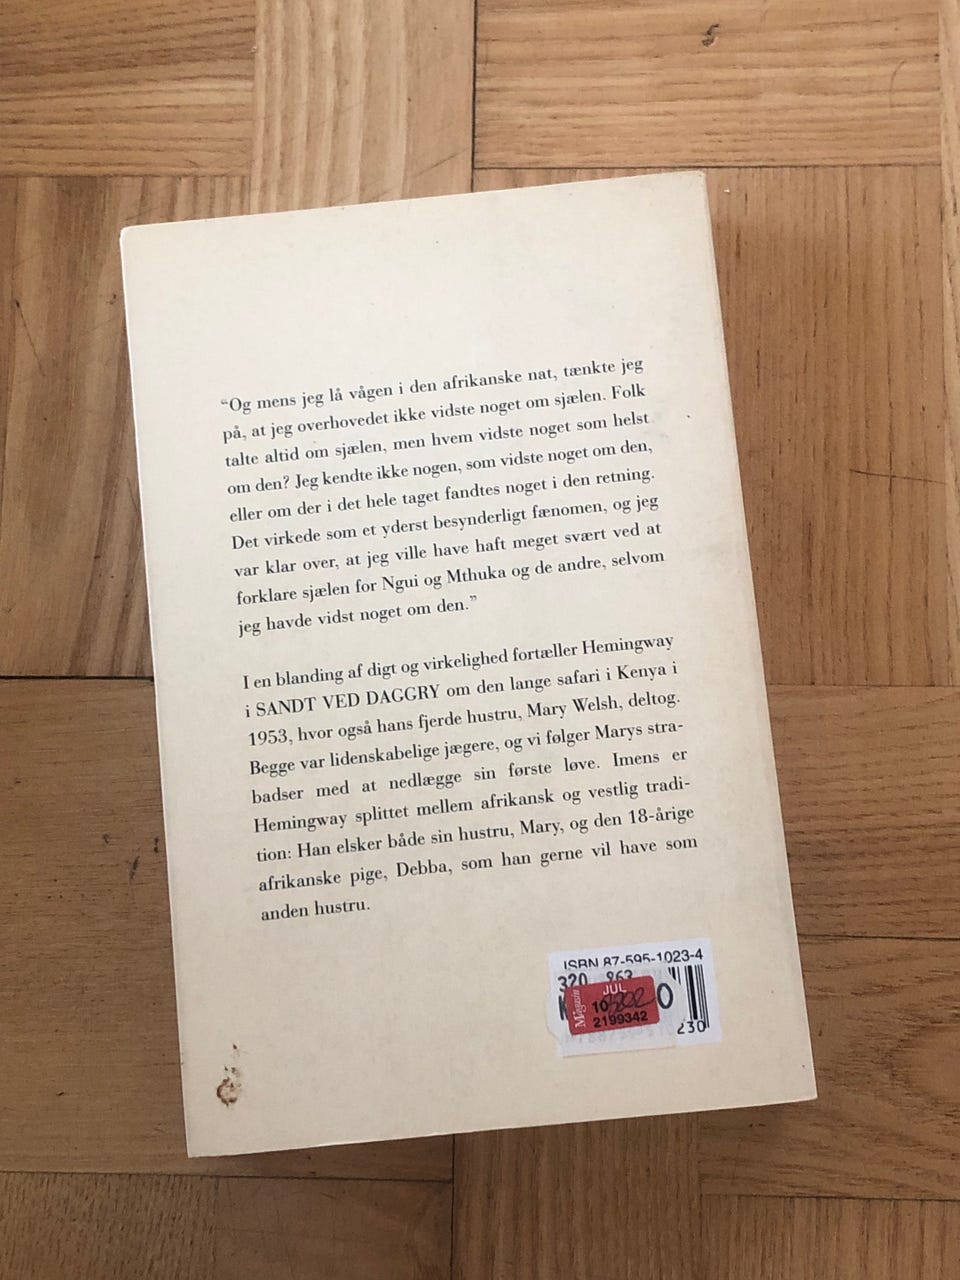 “Og mens jeg lå vågen i den afrikanske nat, tænkte jeg
på, at jeg overhovedet ikke vidste noget om sjælen. Folk
talte altid om sjælen, men hvem vidste noget som helst
om den? Jeg kendte ikke nogen, som vidste noget om den,
eller om der i det hele taget fandtes noget i den retning.
Det virkede som et yderst besynderligt fænomen, og jeg
var klar over, at jeg ville have haft meget svært ved at
forklare sjælen for Ngui og Mthuka og de andre, selvom
jeg havde vidst noget om den.”
I en blanding af digt og virkelighed fortæller Hemingway
i SANDT VED DAGGRY om den lange safari i Kenya i
1953, hvor også hans fjerde hustru, Mary Welsh, deltog.
Begge var lidenskabelige jægere, og vi følger Marys stra-
badser med at nedlægge sin første løve. Imens er
Hemingway splittet mellem afrikansk og vestlig tradi-
tion: Han elsker både sin hustru, Mary, og den 18-årige
afrikanske pige, Debba, som han gerne vil have som
anden hustru.
ISBN 87-595-1023-4
320 863
Magasin
JUL
10
2199342
230